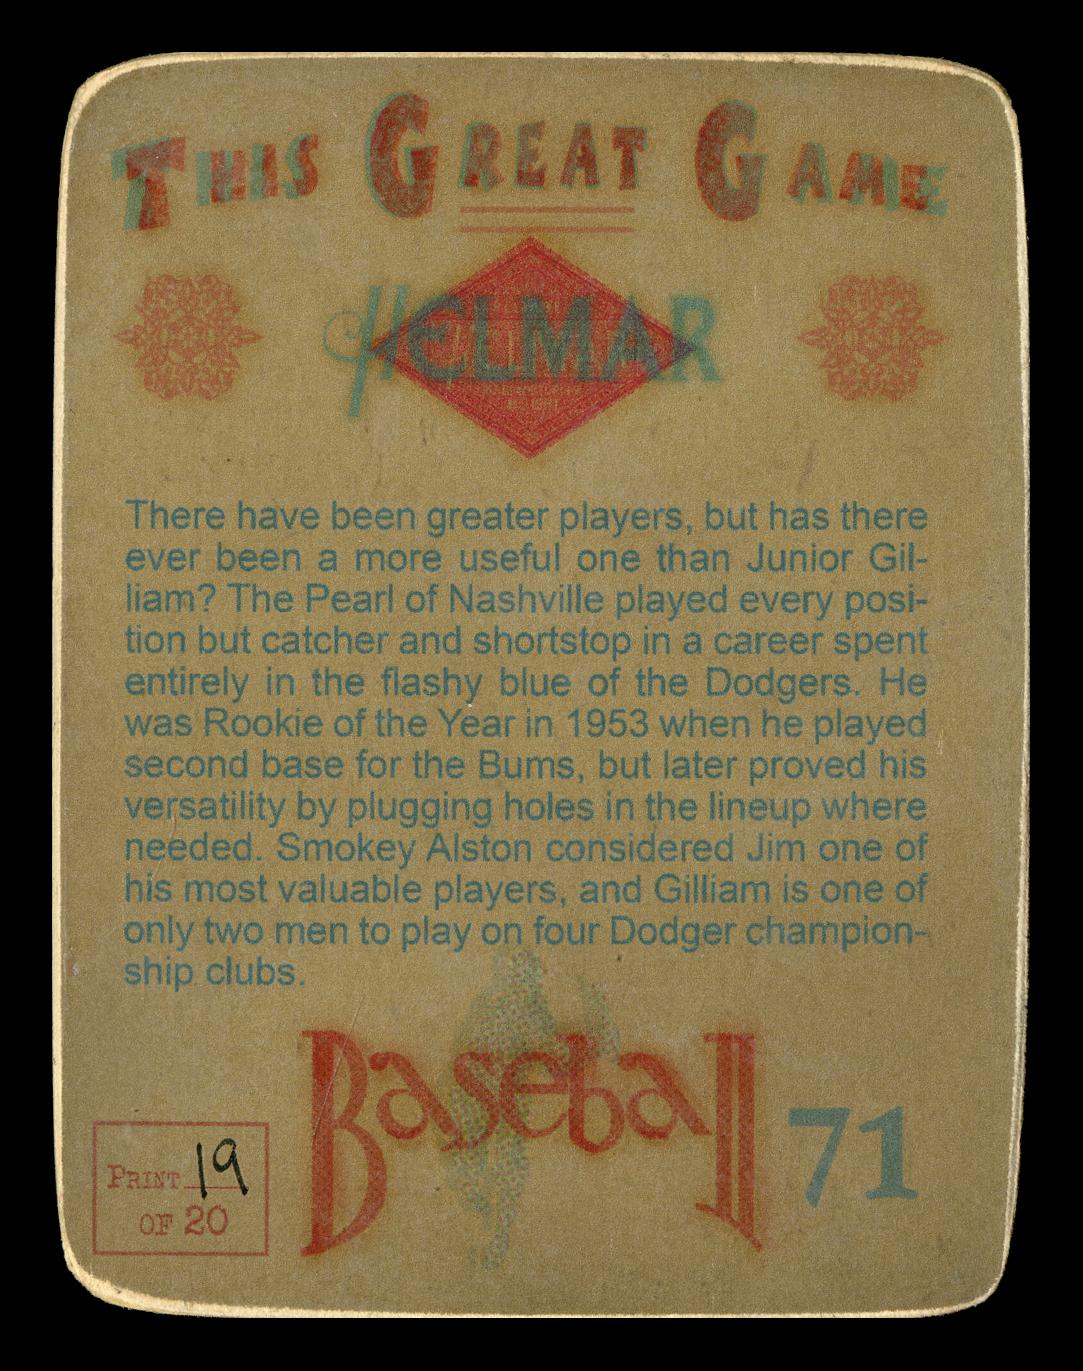 THIS GREAT GAME
HELMAR
There have been greater players, but has there
ever been a more useful one than Junior Gil-
liam? The Pearl of Nashville played every posi-
tion but catcher and shortstop in a career spent
entirely in the flashy blue of the Dodgers. He
was Rookie of the Year in 1953 when he played
second base for the Bums, but later proved his
versatility by plugging holes in the lineup where
needed. Smokey Alston considered Jim one of
his most valuable players, and Gilliam is one of
only two men to play on four Dodger champion-
ship clubs.
Baseball 71
PRINT 19
OF 20